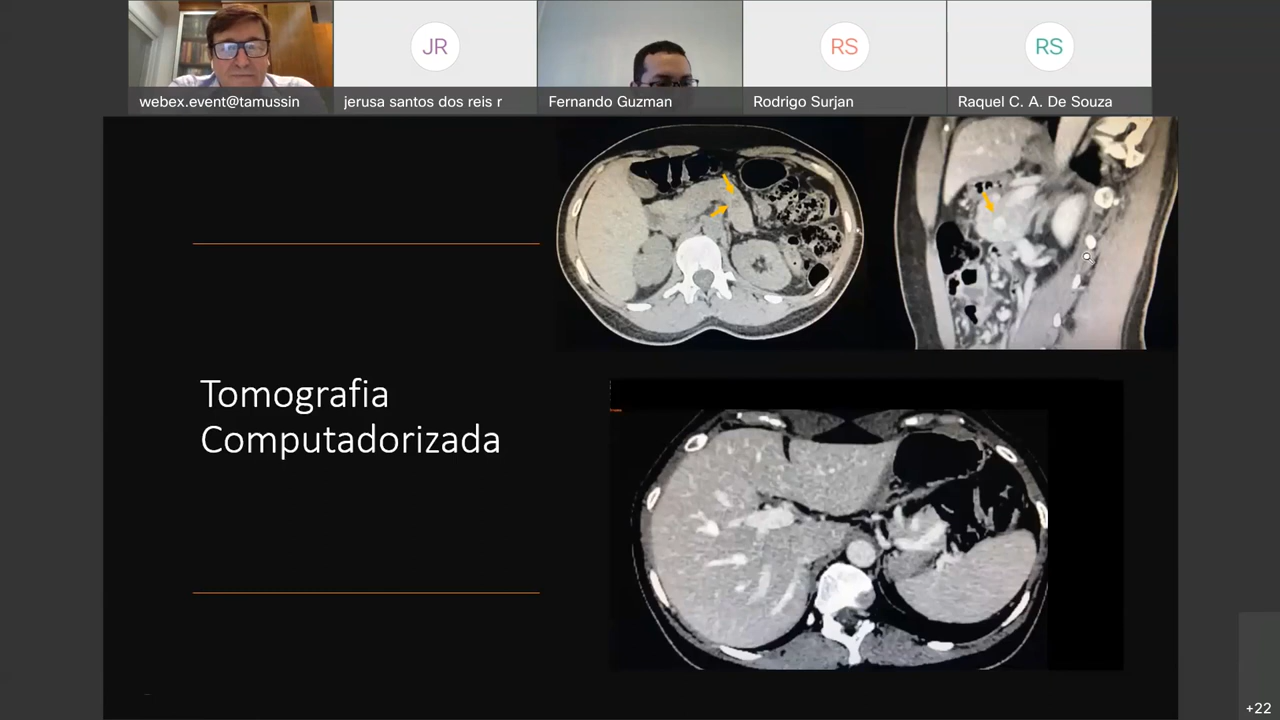 JR
RS
RS
webex.event@tamussin
jerusa santos dos reis r
Fernando Guzman
Rodrigo Surjan
Raquel C. A. De Souza
Tomografia
Computadorizada
+22